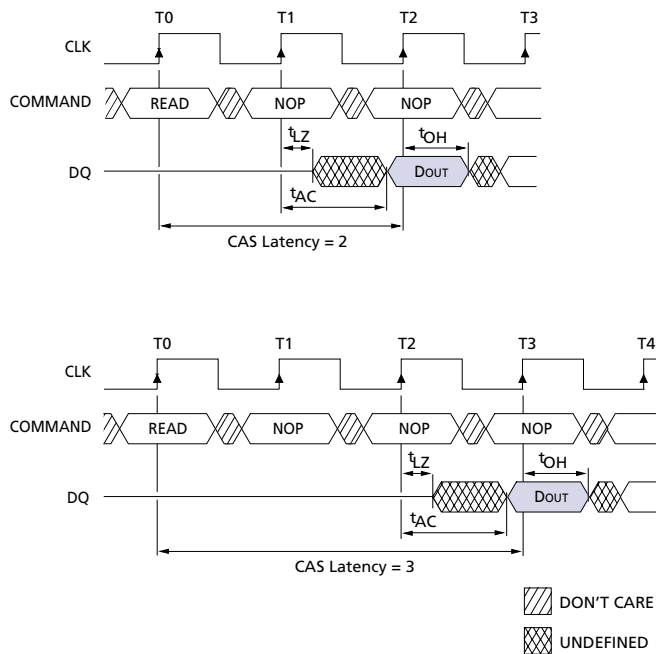 T0 T1 T2 T3
CLK
COMMAND READ NOP NOP
tLZ tOH
DQ DOUT
tAC
CAS Latency = 2
T0 T1 T2 T3 T4
CLK
COMMAND READ NOP NOP NOP
tLZ tOH
DQ DOUT
tAC
CAS Latency = 3
DON'T CARE
UNDEFINED